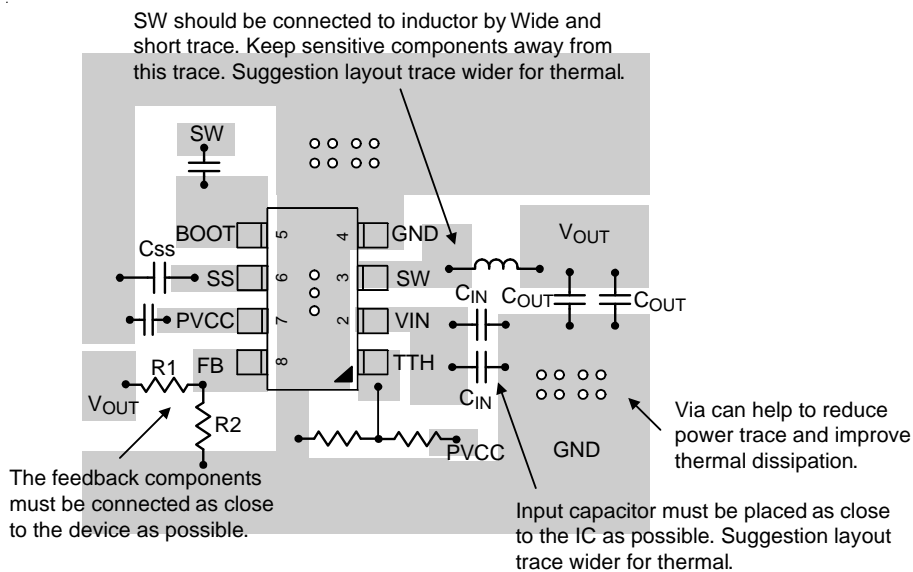 SW should be connected to inductor by Wide and
short trace. Keep sensitive components away from
this trace. Suggestion layout trace wider for thermal.
SW
BOOT
5
4
GND
VOUT
Css
SS
6
3
SW
CIN
COUT
COUT
PVCC
7
2
VIN
R1
FB
8
TTH
VOUT
CIN
R2
PVCC
GND
Via can help to reduce
power trace and improve
thermal dissipation.
The feedback components
must be connected as close
to the device as possible.
Input capacitor must be placed as close
to the IC as possible. Suggestion layout
trace wider for thermal.